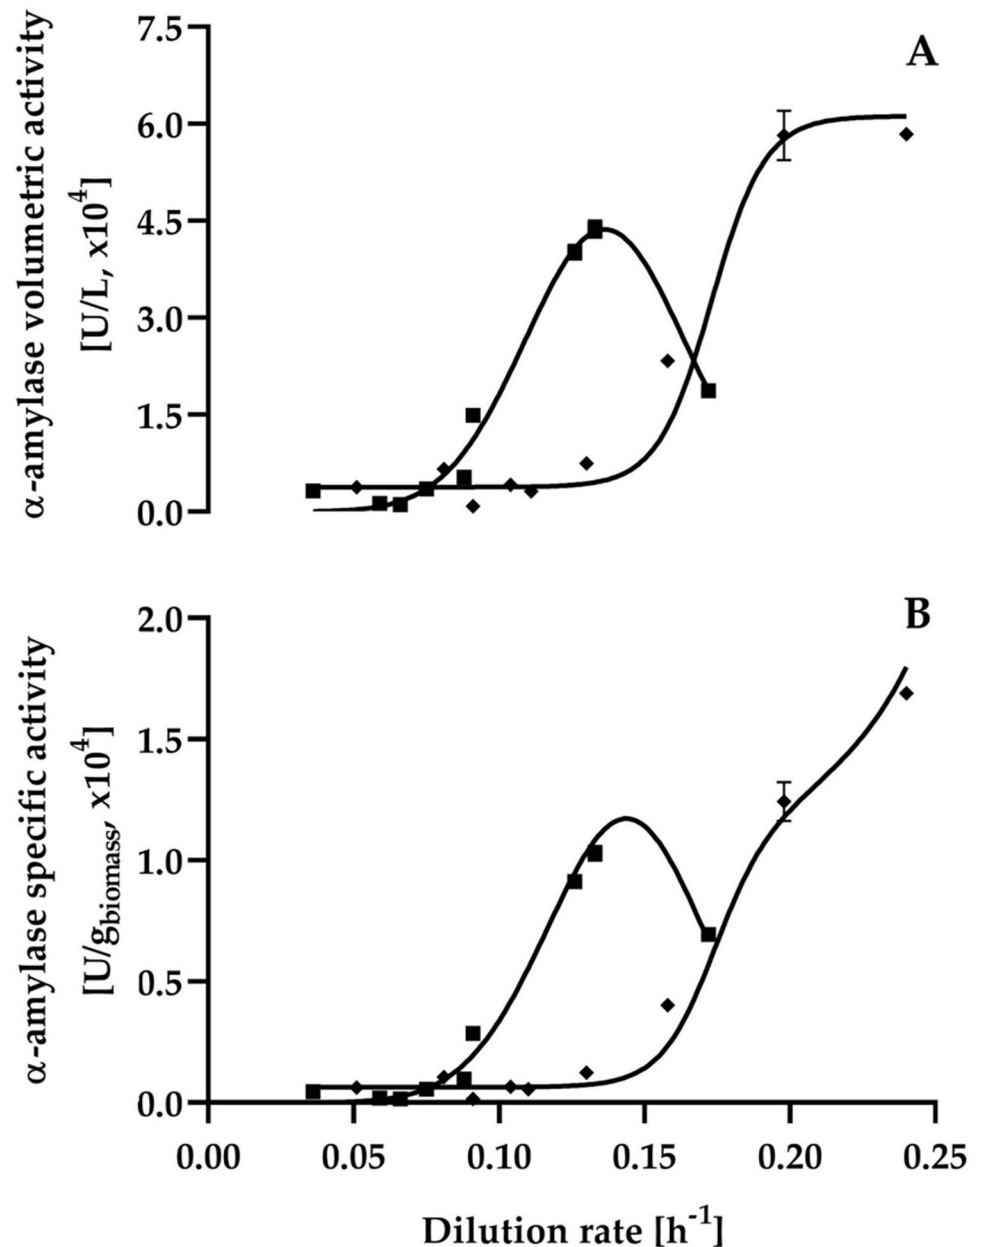 A
α-amylase volumetric activity
[U/L, x10⁴]
7.5
6.0
4.5
3.0
1.5
0.0
B
α-amylase specific activity
[U/g_biomass, x10⁴]
2.0
1.5
1.0
0.5
0.0
0.00 0.05 0.10 0.15 0.20 0.25
Dilution rate [h⁻¹]